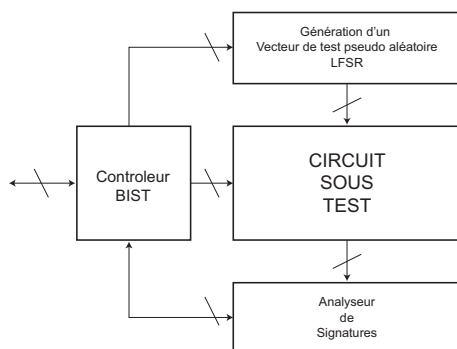 Génération d'un
Vecteur de test pseudo aléatoire
LFSR
Controleur
BIST
CIRCUIT
SOUS
TEST
Analyseur
de
Signatures